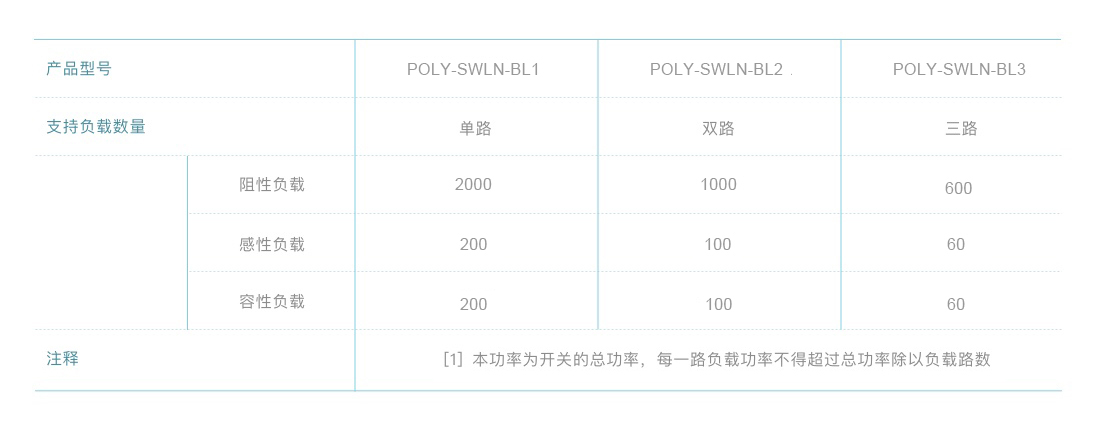 产品型号 POLY-SWLN-BL1 POLY-SWLN-BL2 . POLY-SWLN-BL3
支持负载数量 单路 双路 三路
阻性负载 2000 1000 600
感性负载 200 100 60
容性负载 200 100 60
注释 [1] 本功率为开关的总功率，每一路负载功率不得超过总功率除以负载路数